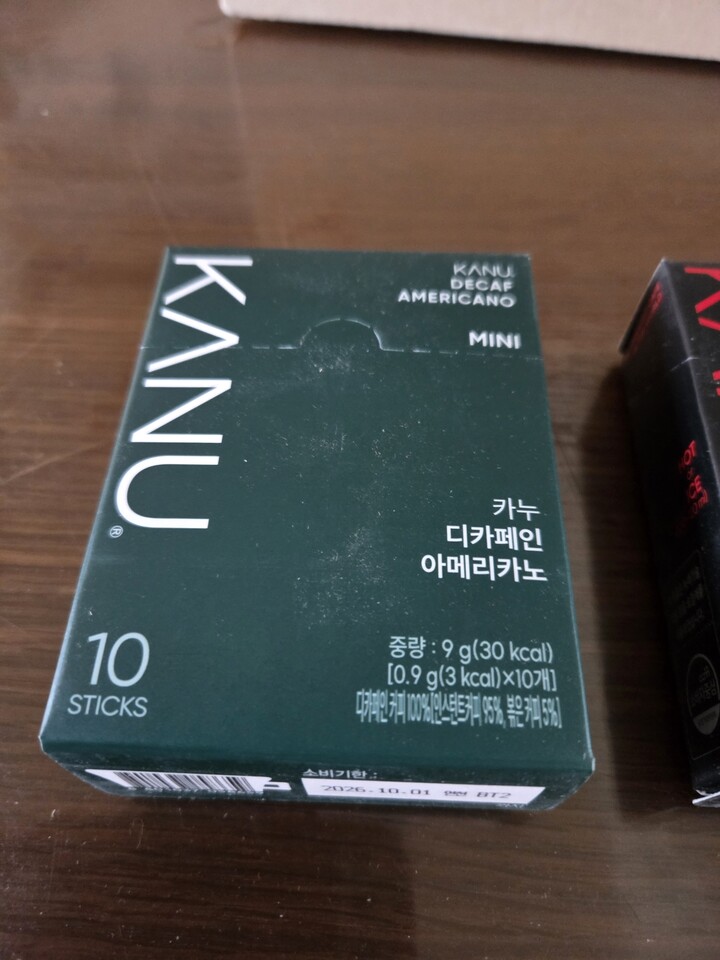 KANU
KANU
DECAF
AMERICANO
MINI
카누
디카페인
아메리카노
10
STICKS
중량 : 9 g(30 kcal)
[0.9 g(3 kcal)×10개]
디카페인 커피 100%[인스턴트커피 95%, 볶은 커피 5%]
소비기한 :
2026.10.01 BT2